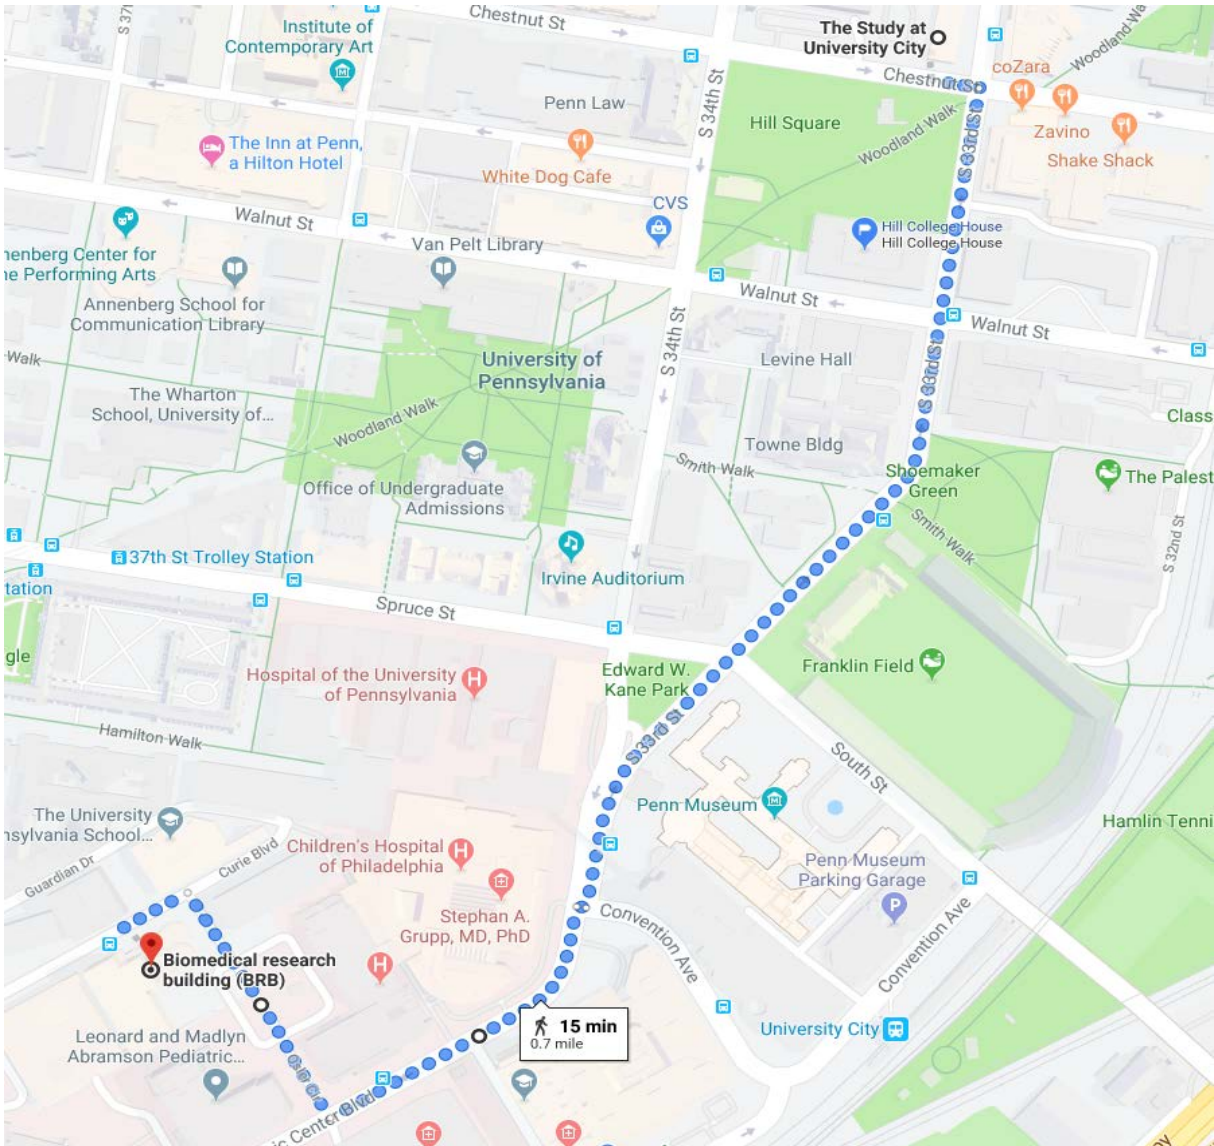 S 37th
Institute of
Contemporary Art
Chestnut St
The Study at
University City
Woodland Wa
coZara
Chestnut St
Penn Law
S 34th St
Hill Square
Woodland Walk
S 33rd St
Zavino
Shake Shack
The Inn at Penn,
a Hilton Hotel
White Dog Cafe
CVS
Walnut St
Hill College House
Hill College House
nenberg Center for
e Performing Arts
Van Pelt Library
Annenberg School for
Communication Library
Walnut St
Walnut St
S 34th St
Walk
University of
Pennsylvania
Levine Hall
S 33rd St
The Wharton
School, University of...
Woodland Walk
Class
Towne Bldg
Smith Walk
Shoemaker
Green
The Palest
Office of Undergraduate
Admissions
Smith Walk
S 32nd St
37th St Trolley Station
Irvine Auditorium
tation
Spruce St
gle
Hospital of the University
of Pennsylvania
Edward W.
Kane Park
Franklin Field
Hamilton Walk
S 33rd St
South St
The University
nsylvania School...
Penn Museum
Hamlin Tenni
Guardian Dr
Curie Blvd
Children's Hospital
of Philadelphia
Penn Museum
Parking Garage
P
Stephan A.
Grupp, MD, PhD
Convention Ave
Convention Ave
Biomedical research
building (BRB)
15 min
0.7 mile
University City
Leonard and Madlyn
Abramson Pediatric...
Osler Cir
ic Center Blvd